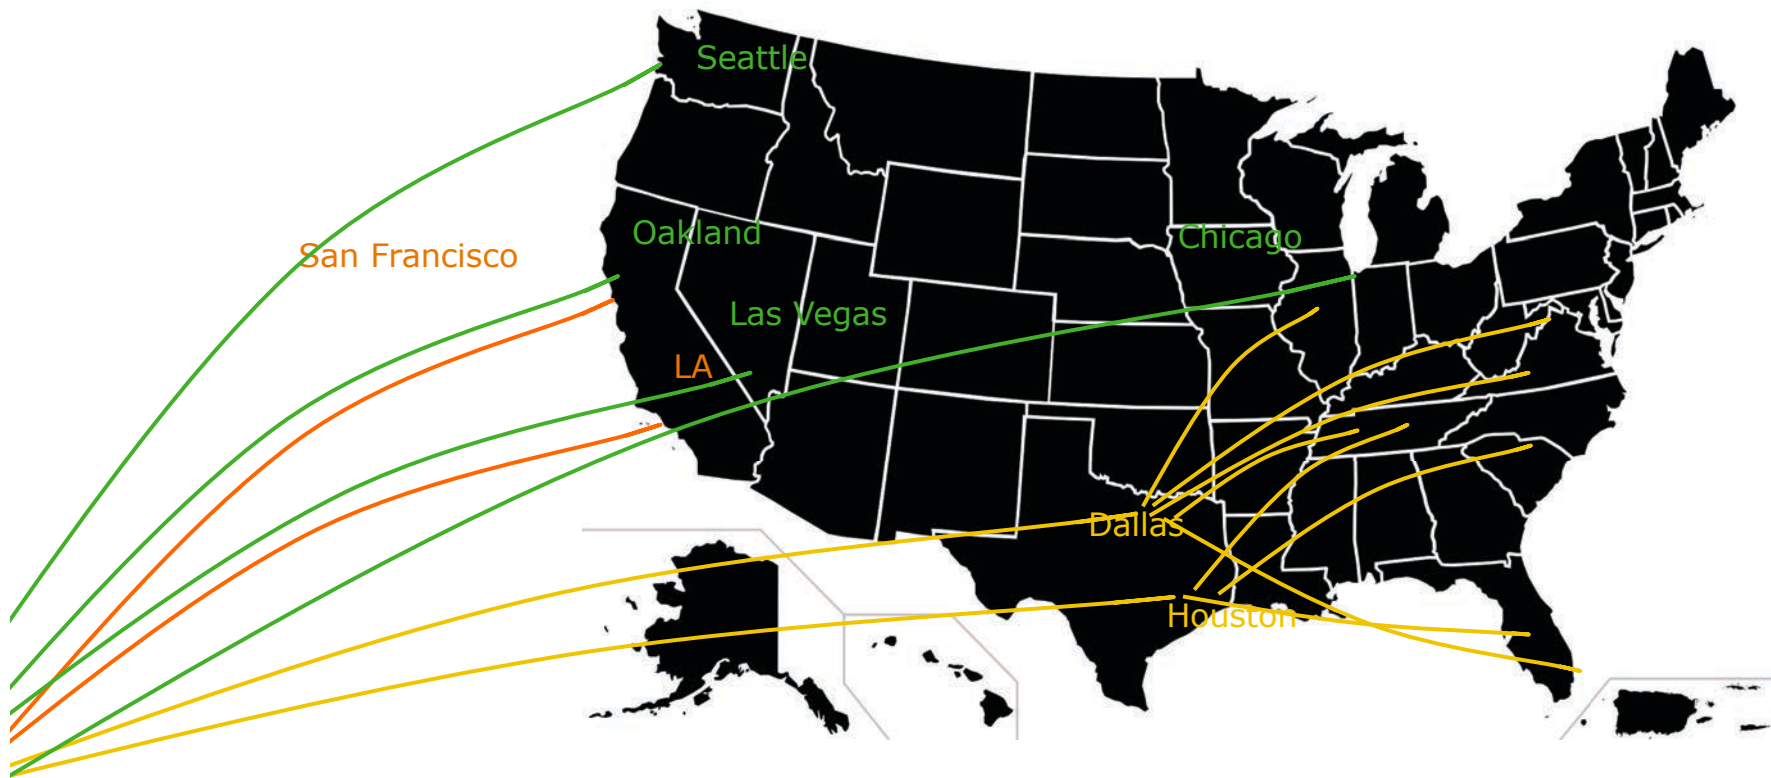 Seattle
Oakland
Chicago
San Francisco
Las Vegas
LA
Dallas
Houston